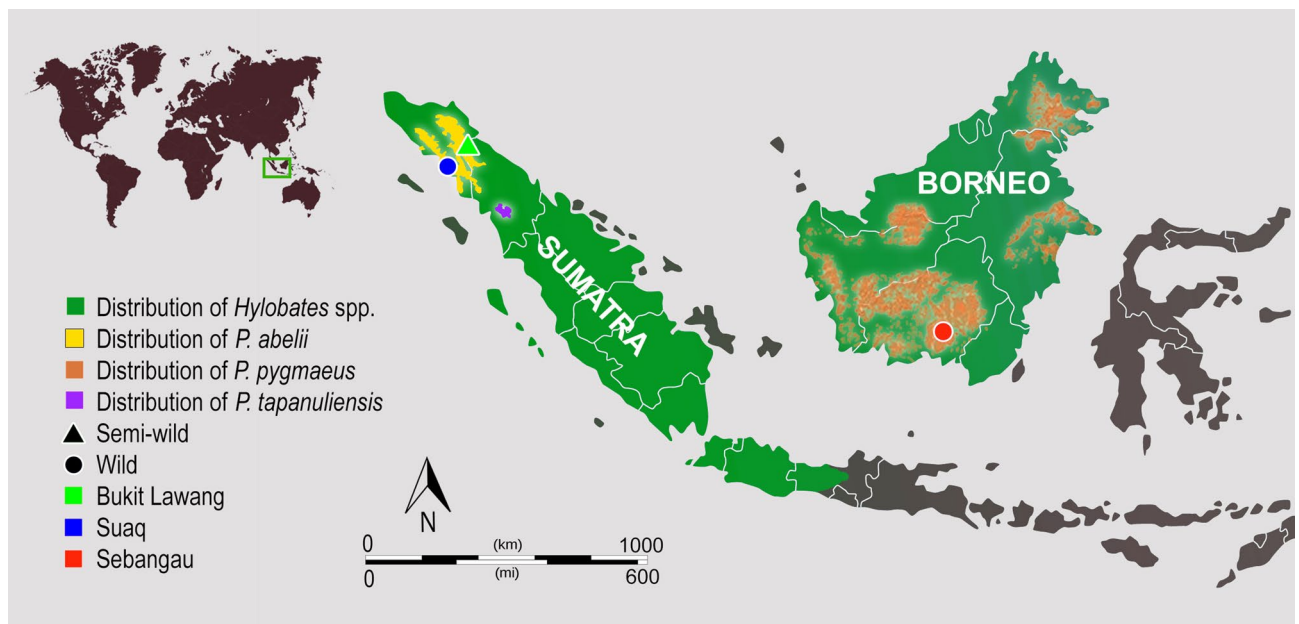 BORNEO
SUMATRA
Distribution of Hylobates spp.
Distribution of P. abelii
Distribution of P. pygmaeus
Distribution of P. tapanuliensis
Semi-wild
Wild
Bukit Lawang
Suaq
Sebangau
N
0 (km) 1000
0 (mi) 600